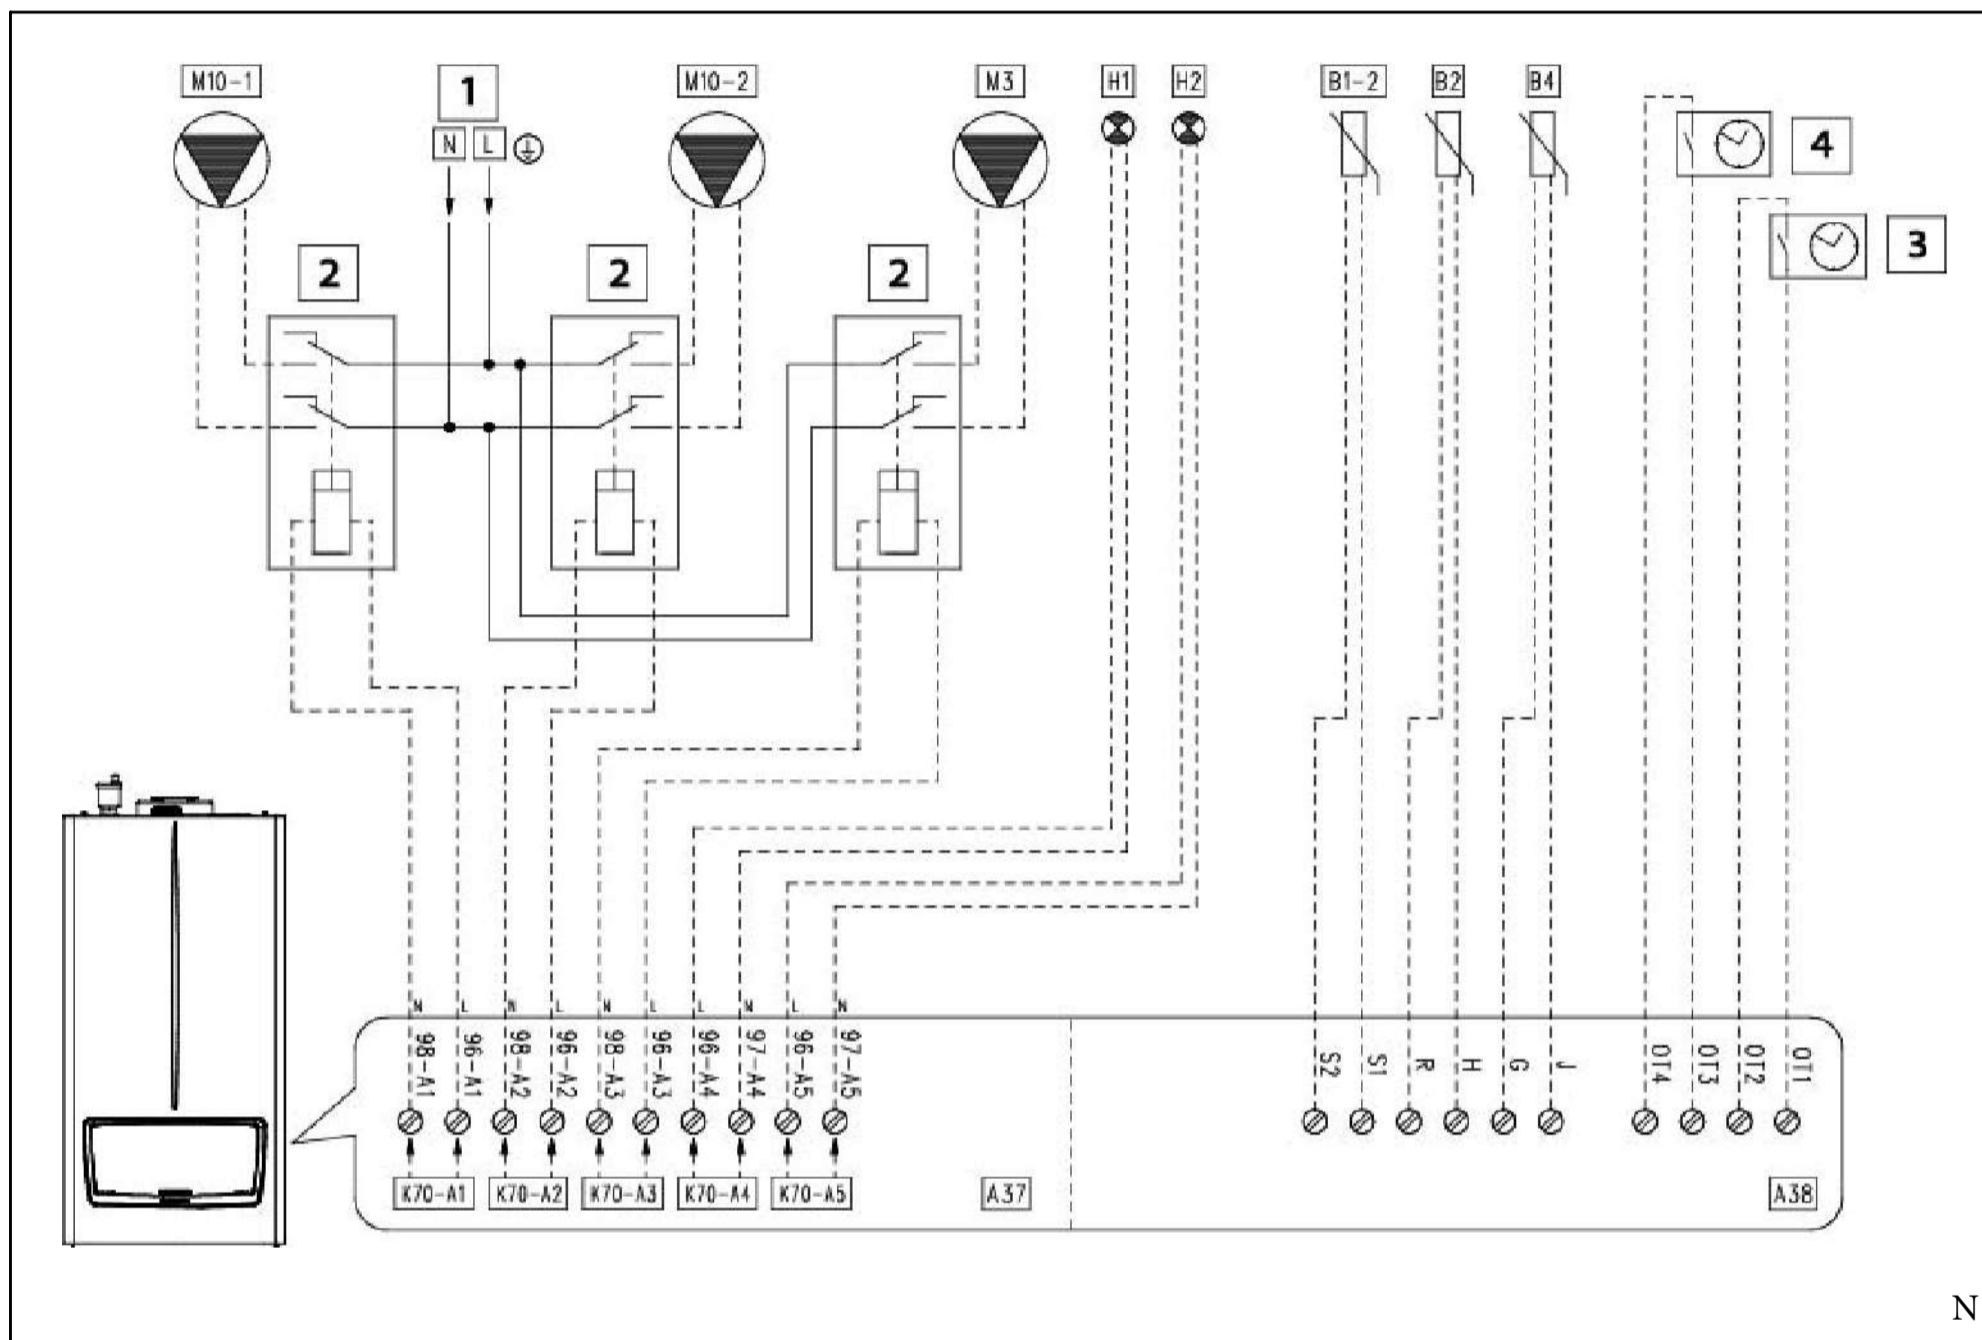 M10-1 1 M10-2 M3 H1 H2 B1-2 B2 B4
N L 4
2 2 2 3
N L N L N L L N L N
98-A1 96-A1 98-A2 96-A2 98-A3 96-A3 96-A4 97-A4 96-A5 97-A5 S2 S1 R H G J OT4 OT3 OT2 OT1
K70-A1 K70-A2 K70-A3 K70-A4 K70-A5 A37 A38
N